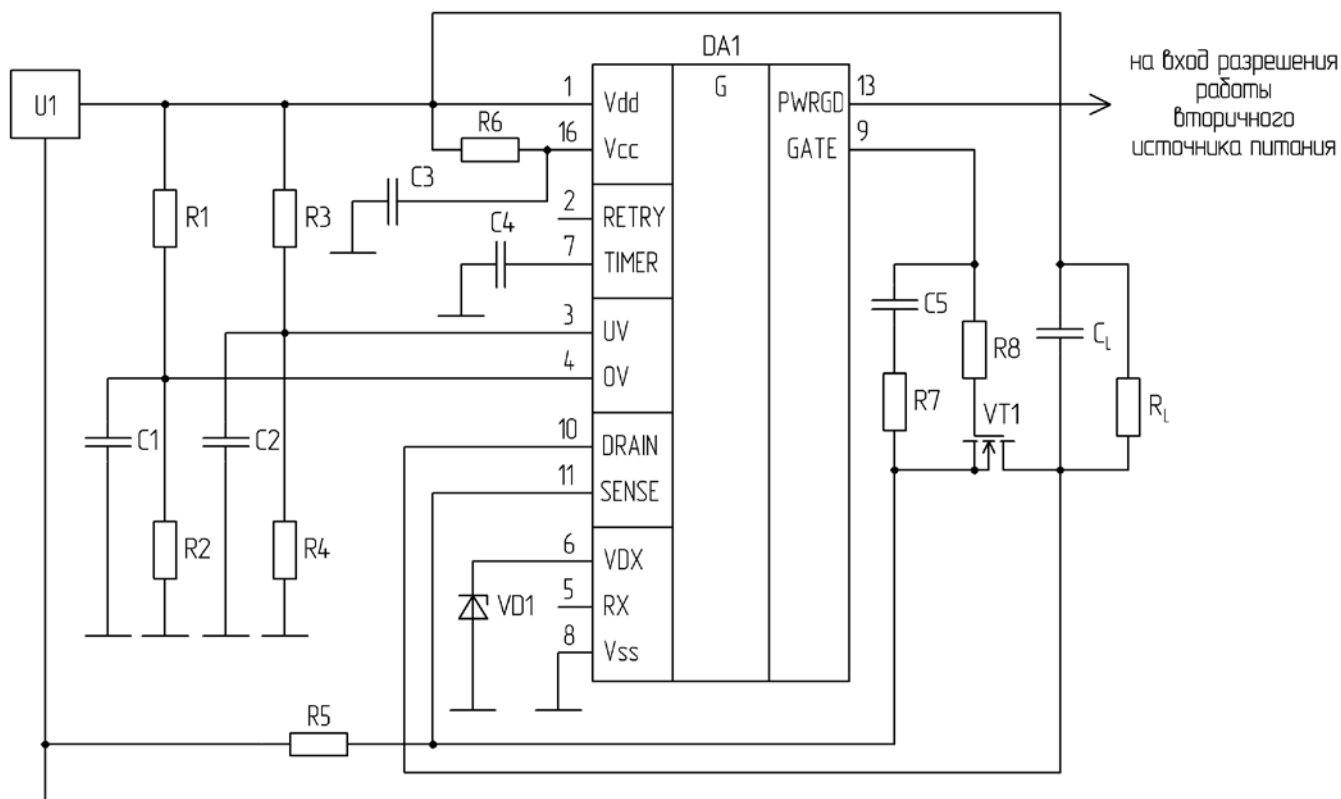 DA1
на вход разрешения
работы
вторичного
источника питания
U1
1
Vdd
G
PWRGD
13
R6
16
Vcc
GATE
9
C3
R1
R3
2
RETRY
C4
7
TIMER
3
UV
4
OV
C5
R8
CL
R7
VT1
RL
C1
C2
10
DRAIN
11
SENSE
R2
R4
6
VDX
VD1
5
RX
8
Vss
R5